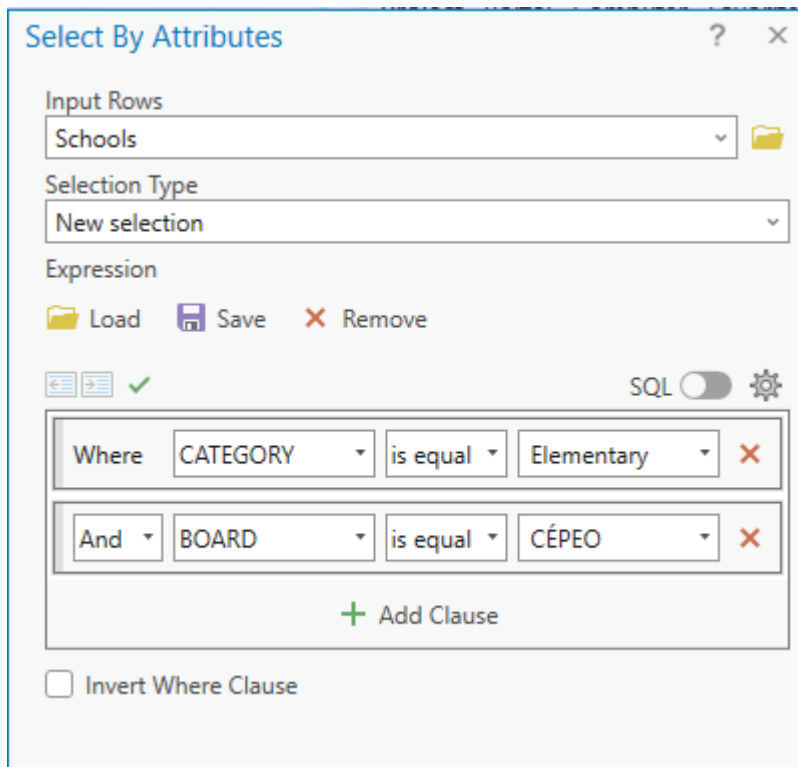 Select By Attributes ? ×
Input Rows
Schools
Selection Type
New selection
Expression
Load Save Remove
SQL
Where CATEGORY is equal Elementary
And BOARD is equal CÉPEO
Add Clause
Invert Where Clause